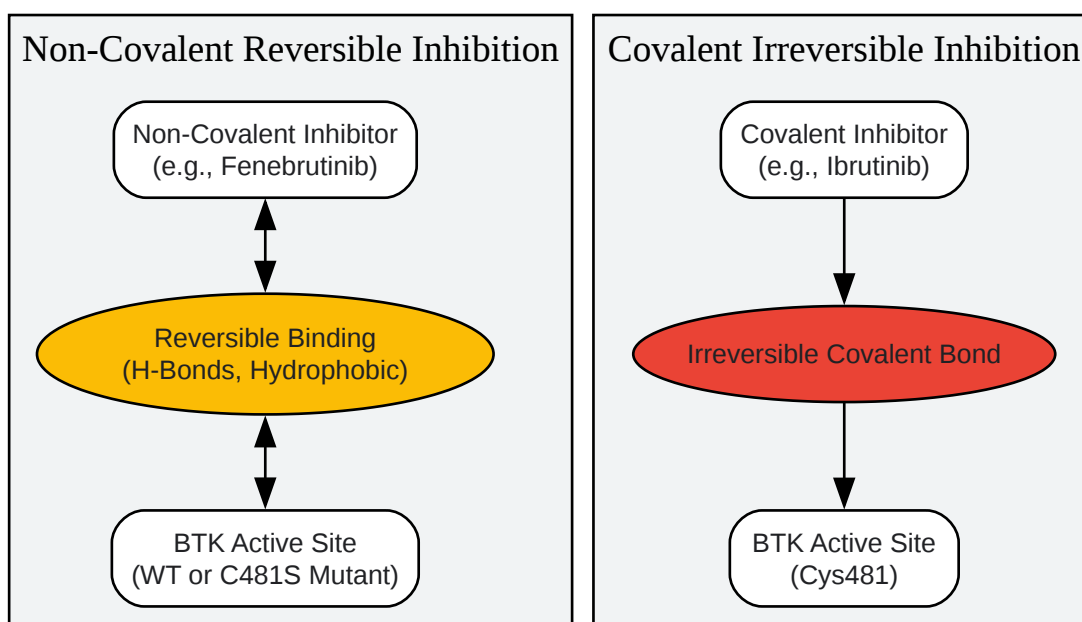 Non-Covalent Reversible Inhibition
Non-Covalent Inhibitor
(e.g., Fenebrutinib)
Reversible Binding
(H-Bonds, Hydrophobic)
BTK Active Site
(WT or C481S Mutant)
Covalent Irreversible Inhibition
Covalent Inhibitor
(e.g., Ibrutinib)
Irreversible Covalent Bond
BTK Active Site
(Cys481)